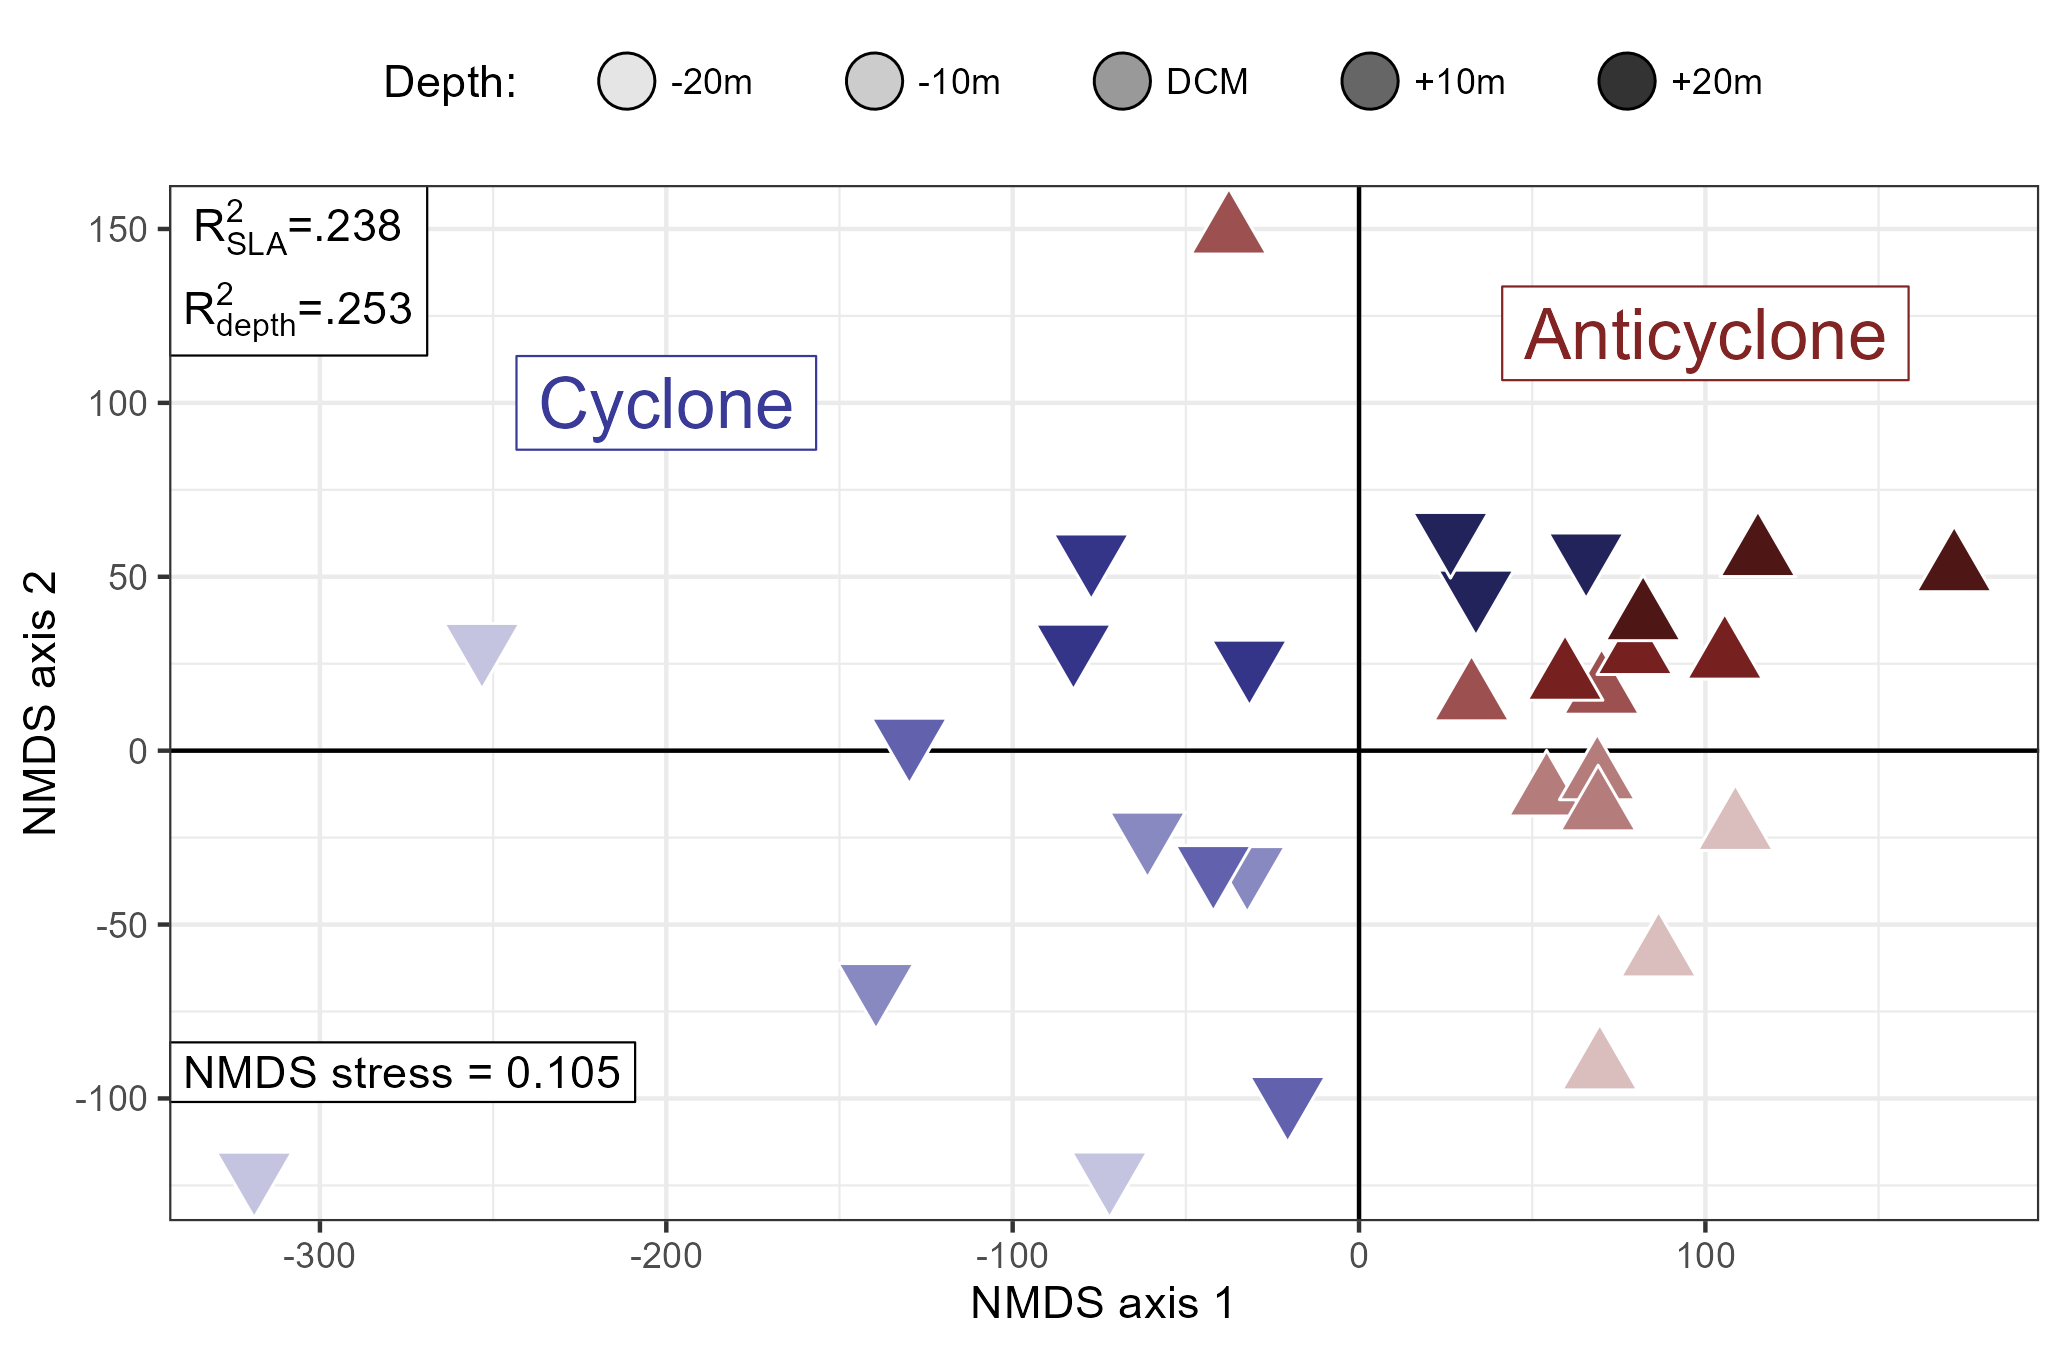 Depth: -20m -10m DCM +10m +20m
R²SLA=.238
R²depth=.253
Cyclone
Anticyclone
NMDS stress = 0.105
150
100
50
0
-50
-100
NMDS axis 2
-300 -200 -100 0 100
NMDS axis 1